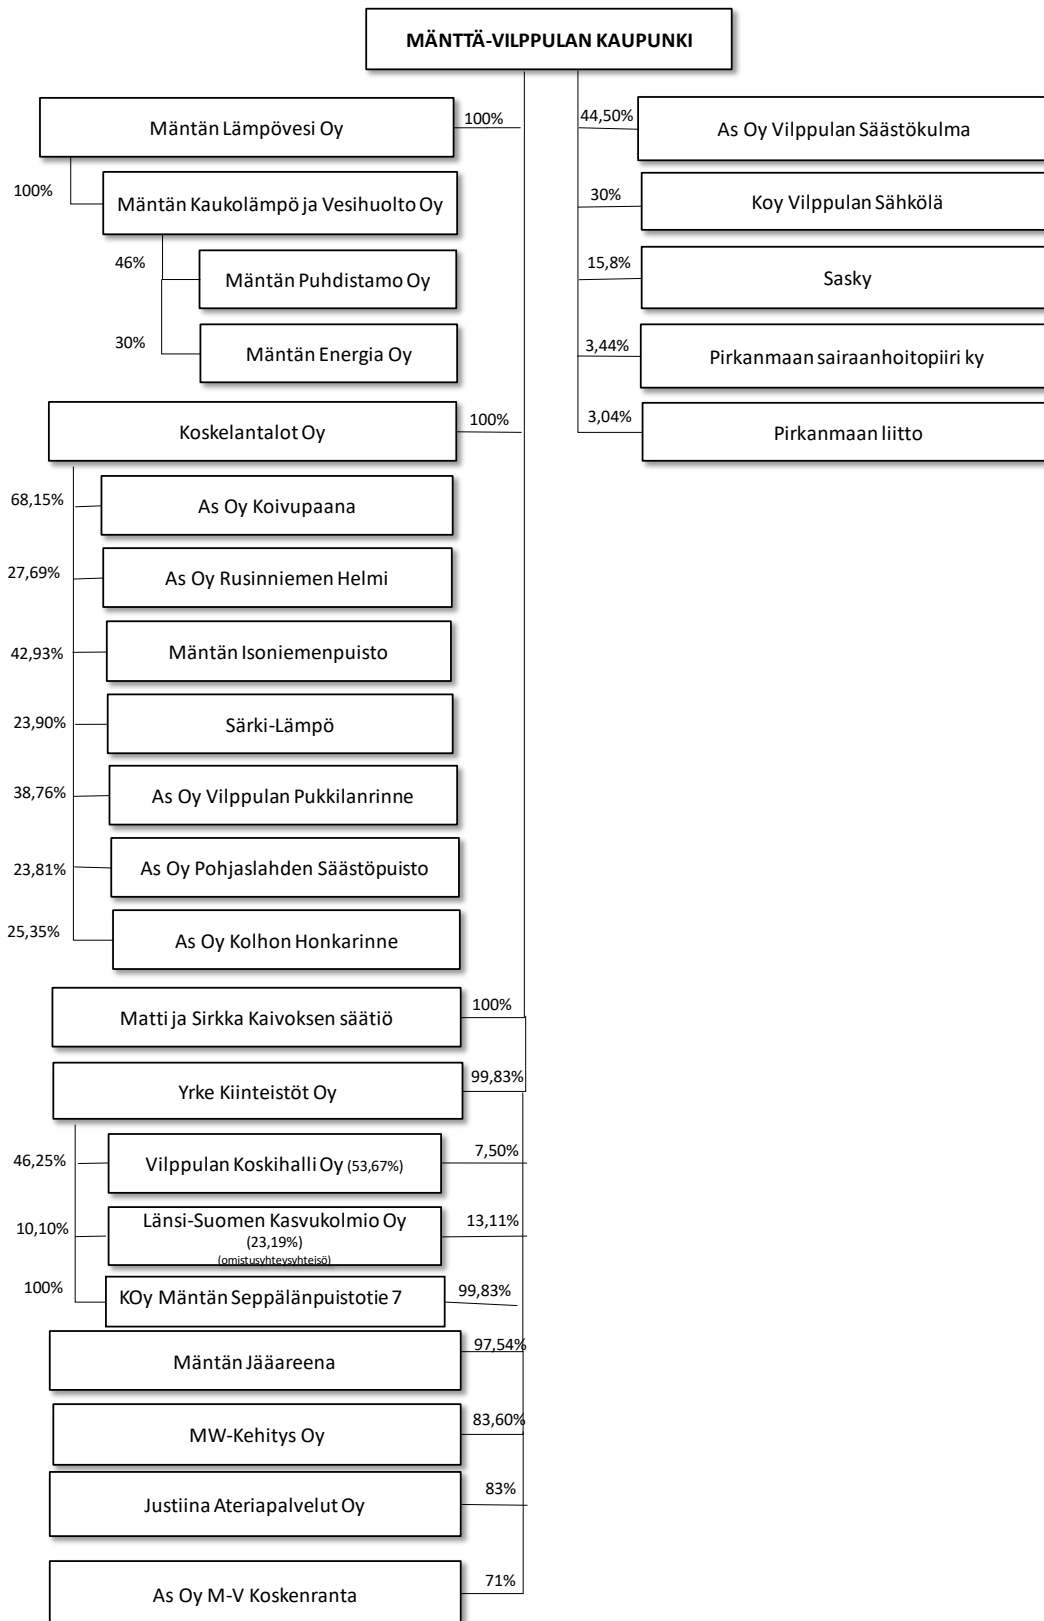 MÄNTTÄ-VILPPULAN KAUPUNKI
Mäntän Lämpövesi Oy
100%
100%
Mäntän Kaukolämpö ja Vesihuolto Oy
46%
Mäntän Puhdistamo Oy
30%
Mäntän Energia Oy
Koskelantalot Oy
100%
68,15%
As Oy Koivupaana
27,69%
As Oy Rusinniemen Helmi
42,93%
Mäntän Isoniemenpuisto
23,90%
Särki-Lämpö
38,76%
As Oy Vilppulan Pukkilanrinne
23,81%
As Oy Pohjaslahden Säästöpuisto
25,35%
As Oy Kolhon Honkarinne
Matti ja Sirkka Kaivoksen säätiö
100%
Yrke Kiinteistöt Oy
99,83%
46,25%
Vilppulan Koskihalli Oy (53,67%)
7,50%
10,10%
Länsi-Suomen Kasvukolmio Oy
(23,19%)
(omistusyhteysyhteisö)
13,11%
100%
KOy Mäntän Seppälänpuistotie 7
99,83%
Mäntän Jääareena
97,54%
MW-Kehitys Oy
83,60%
Justiina Ateriapalvelut Oy
83%
As Oy M-V Koskenranta
71%
44,50%
As Oy Vilppulan Säästökulma
30%
Koy Vilppulan Sähkölä
15,8%
Sasky
3,44%
Pirkanmaan sairaanhoitopiiri ky
3,04%
Pirkanmaan liitto